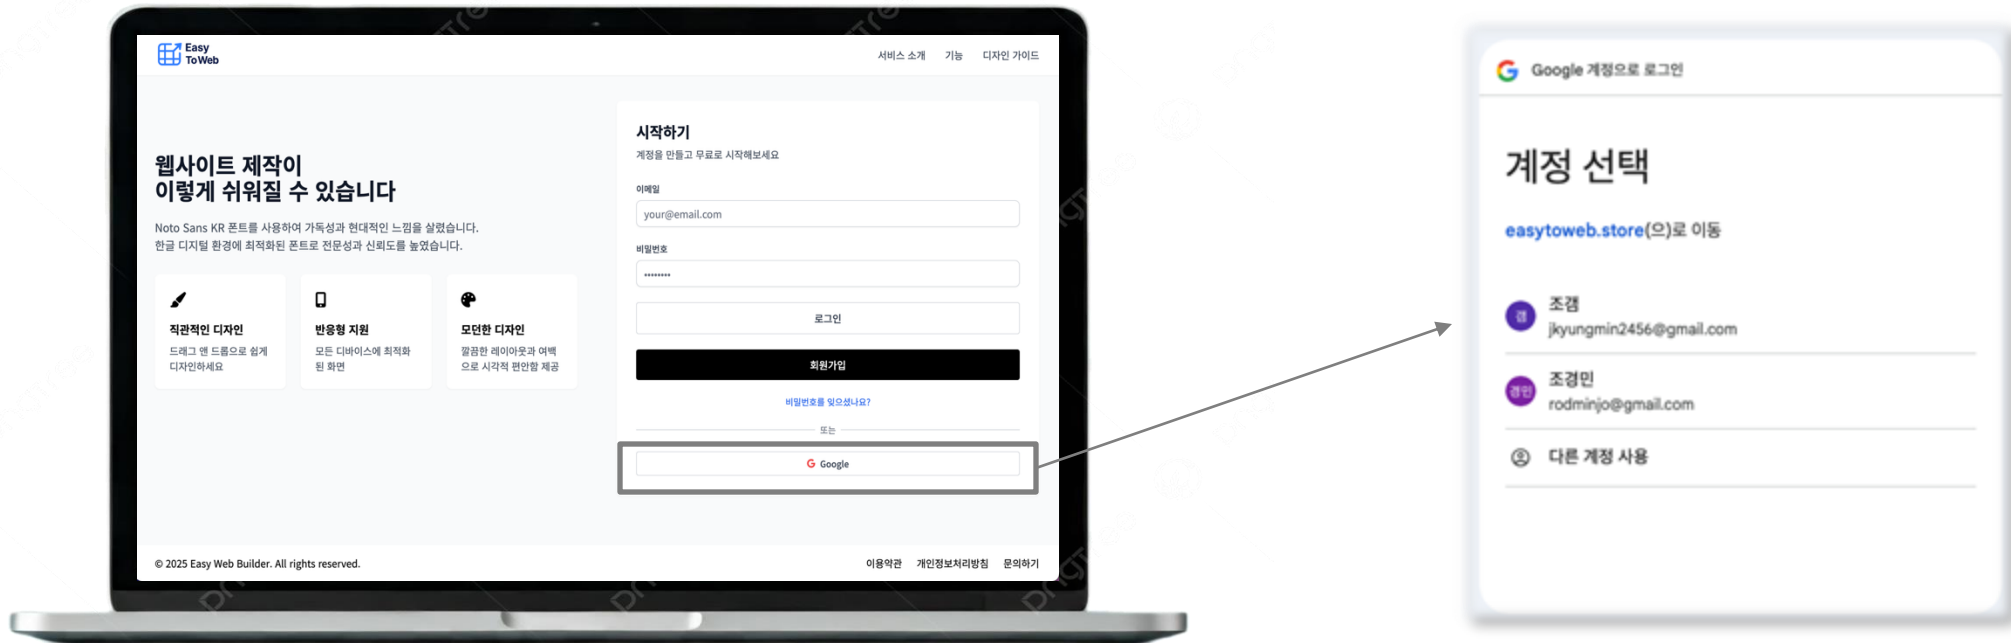 Easy
ToWeb
서비스 소개 기능 디자인 가이드
웹사이트 제작이
이렇게 쉬워질 수 있습니다
Noto Sans KR 폰트를 사용하여 가독성과 현대적인 느낌을 살렸습니다.
한글 디지털 환경에 최적화된 폰트로 전문성과 신뢰도를 높였습니다.
직관적인 디자인
드래그 앤 드롭으로 쉽게
디자인하세요
반응형 지원
모든 디바이스에 최적화
된 화면
모던한 디자인
깔끔한 레이아웃과 여백
으로 시각적 편안함 제공
시작하기
계정을 만들고 무료로 시작해보세요
이메일
your@email.com
비밀번호
••••••••
로그인
회원가입
비밀번호를 잊으셨나요?
또는
G Google
© 2025 Easy Web Builder. All rights reserved.
이용약관 개인정보처리방침 문의하기
G Google 계정으로 로그인
계정 선택
easytoweb.store(으)로 이동
갬
조갬
jkyungmin2456@gmail.com
경민
조경민
rodminjo@gmail.com
다른 계정 사용